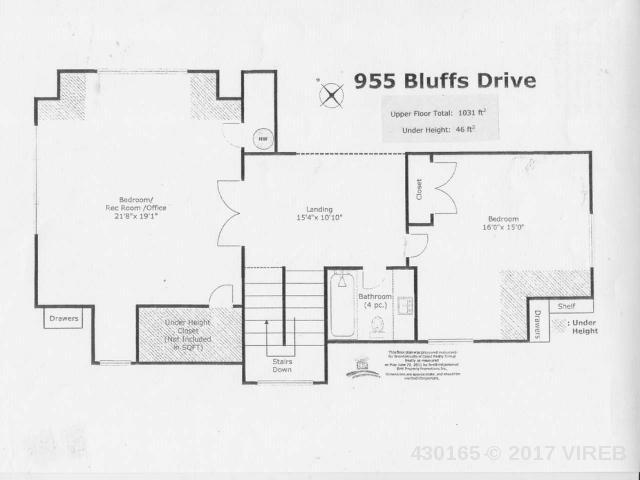 955 Bluffs Drive
Upper Floor Total: 1031 ft²
Under Height: 46 ft²
HW
Bedroom/
Rec Room /Office
21'8"x 19'1"
Landing
15'4"x 10'10"
Closet
Bedroom
16'0"x 15'0"
Bathroom
(4 pc.)
Drawers
Under Height
Closet
(Not Included
in SQFT)
Stairs
Down
Shelf
Drawers
: Under
Height
430165 © 2017 VIREB